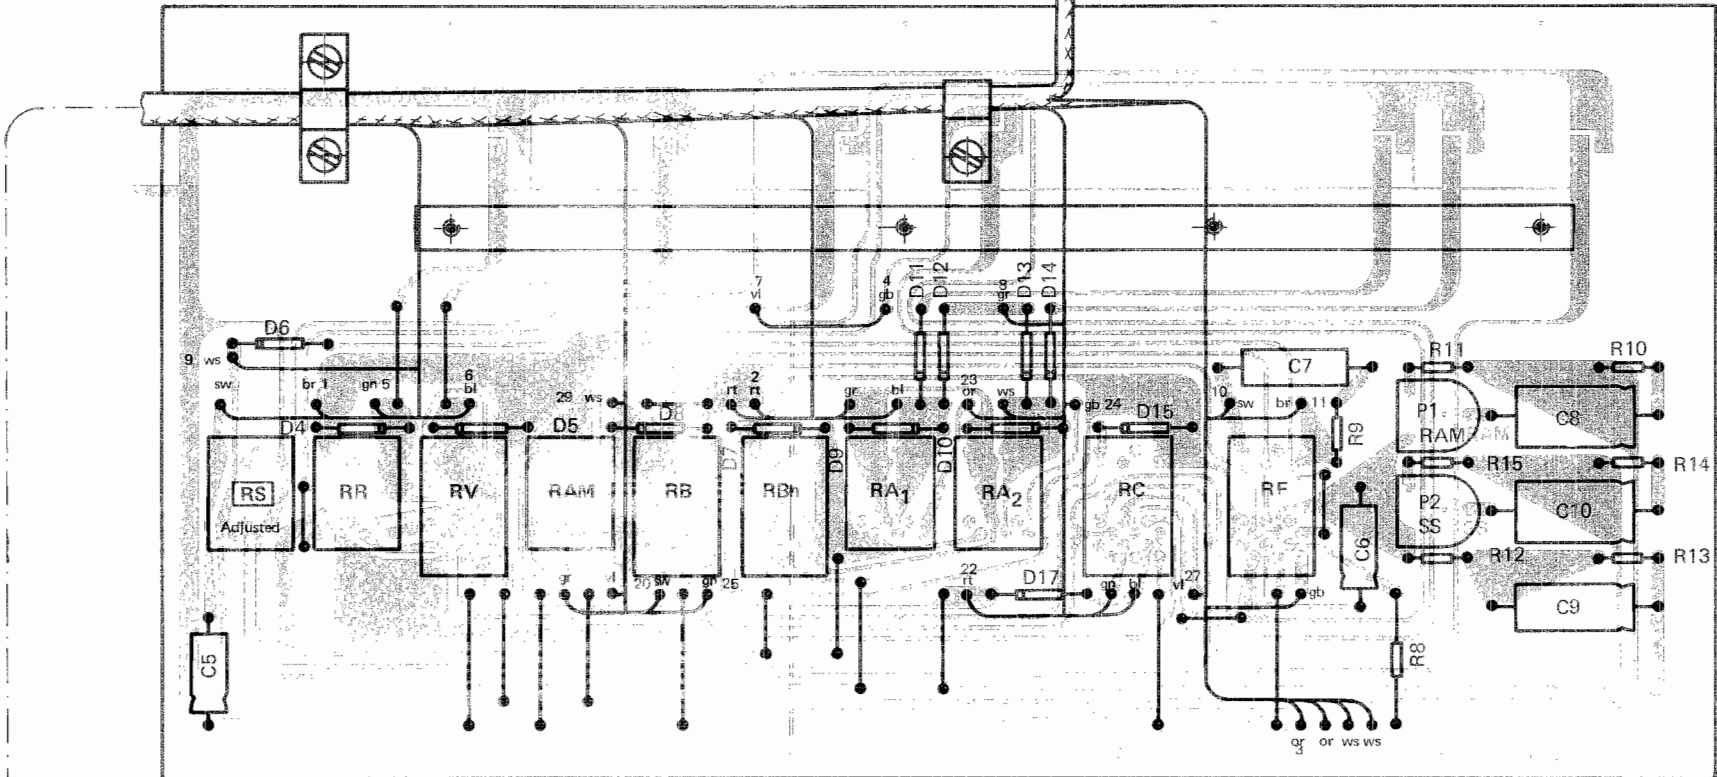 7
vl
4
gb
D11
D12
8
gr
D13
D14
D6
9 ws
sw
br 1
gn 5
6
bl
29 ws
D8
rt
2
rt
gr
bl
23
or
ws
gb 24
D15
10
sw
br 11
C7
R11
R10
D4
D5
D7
D9
D10
R9
P1
RAM
C8
R15
R14
RS
Adjusted
RR
RV
RAM
RB
RBh
RA1
RA2
RC
RF
C6
P2
SS
C10
R12
R13
gr
20 sw
gn 25
22
rt
D17
gn
bl
vl 27
gb
C9
C5
R8
or
3
or ws ws